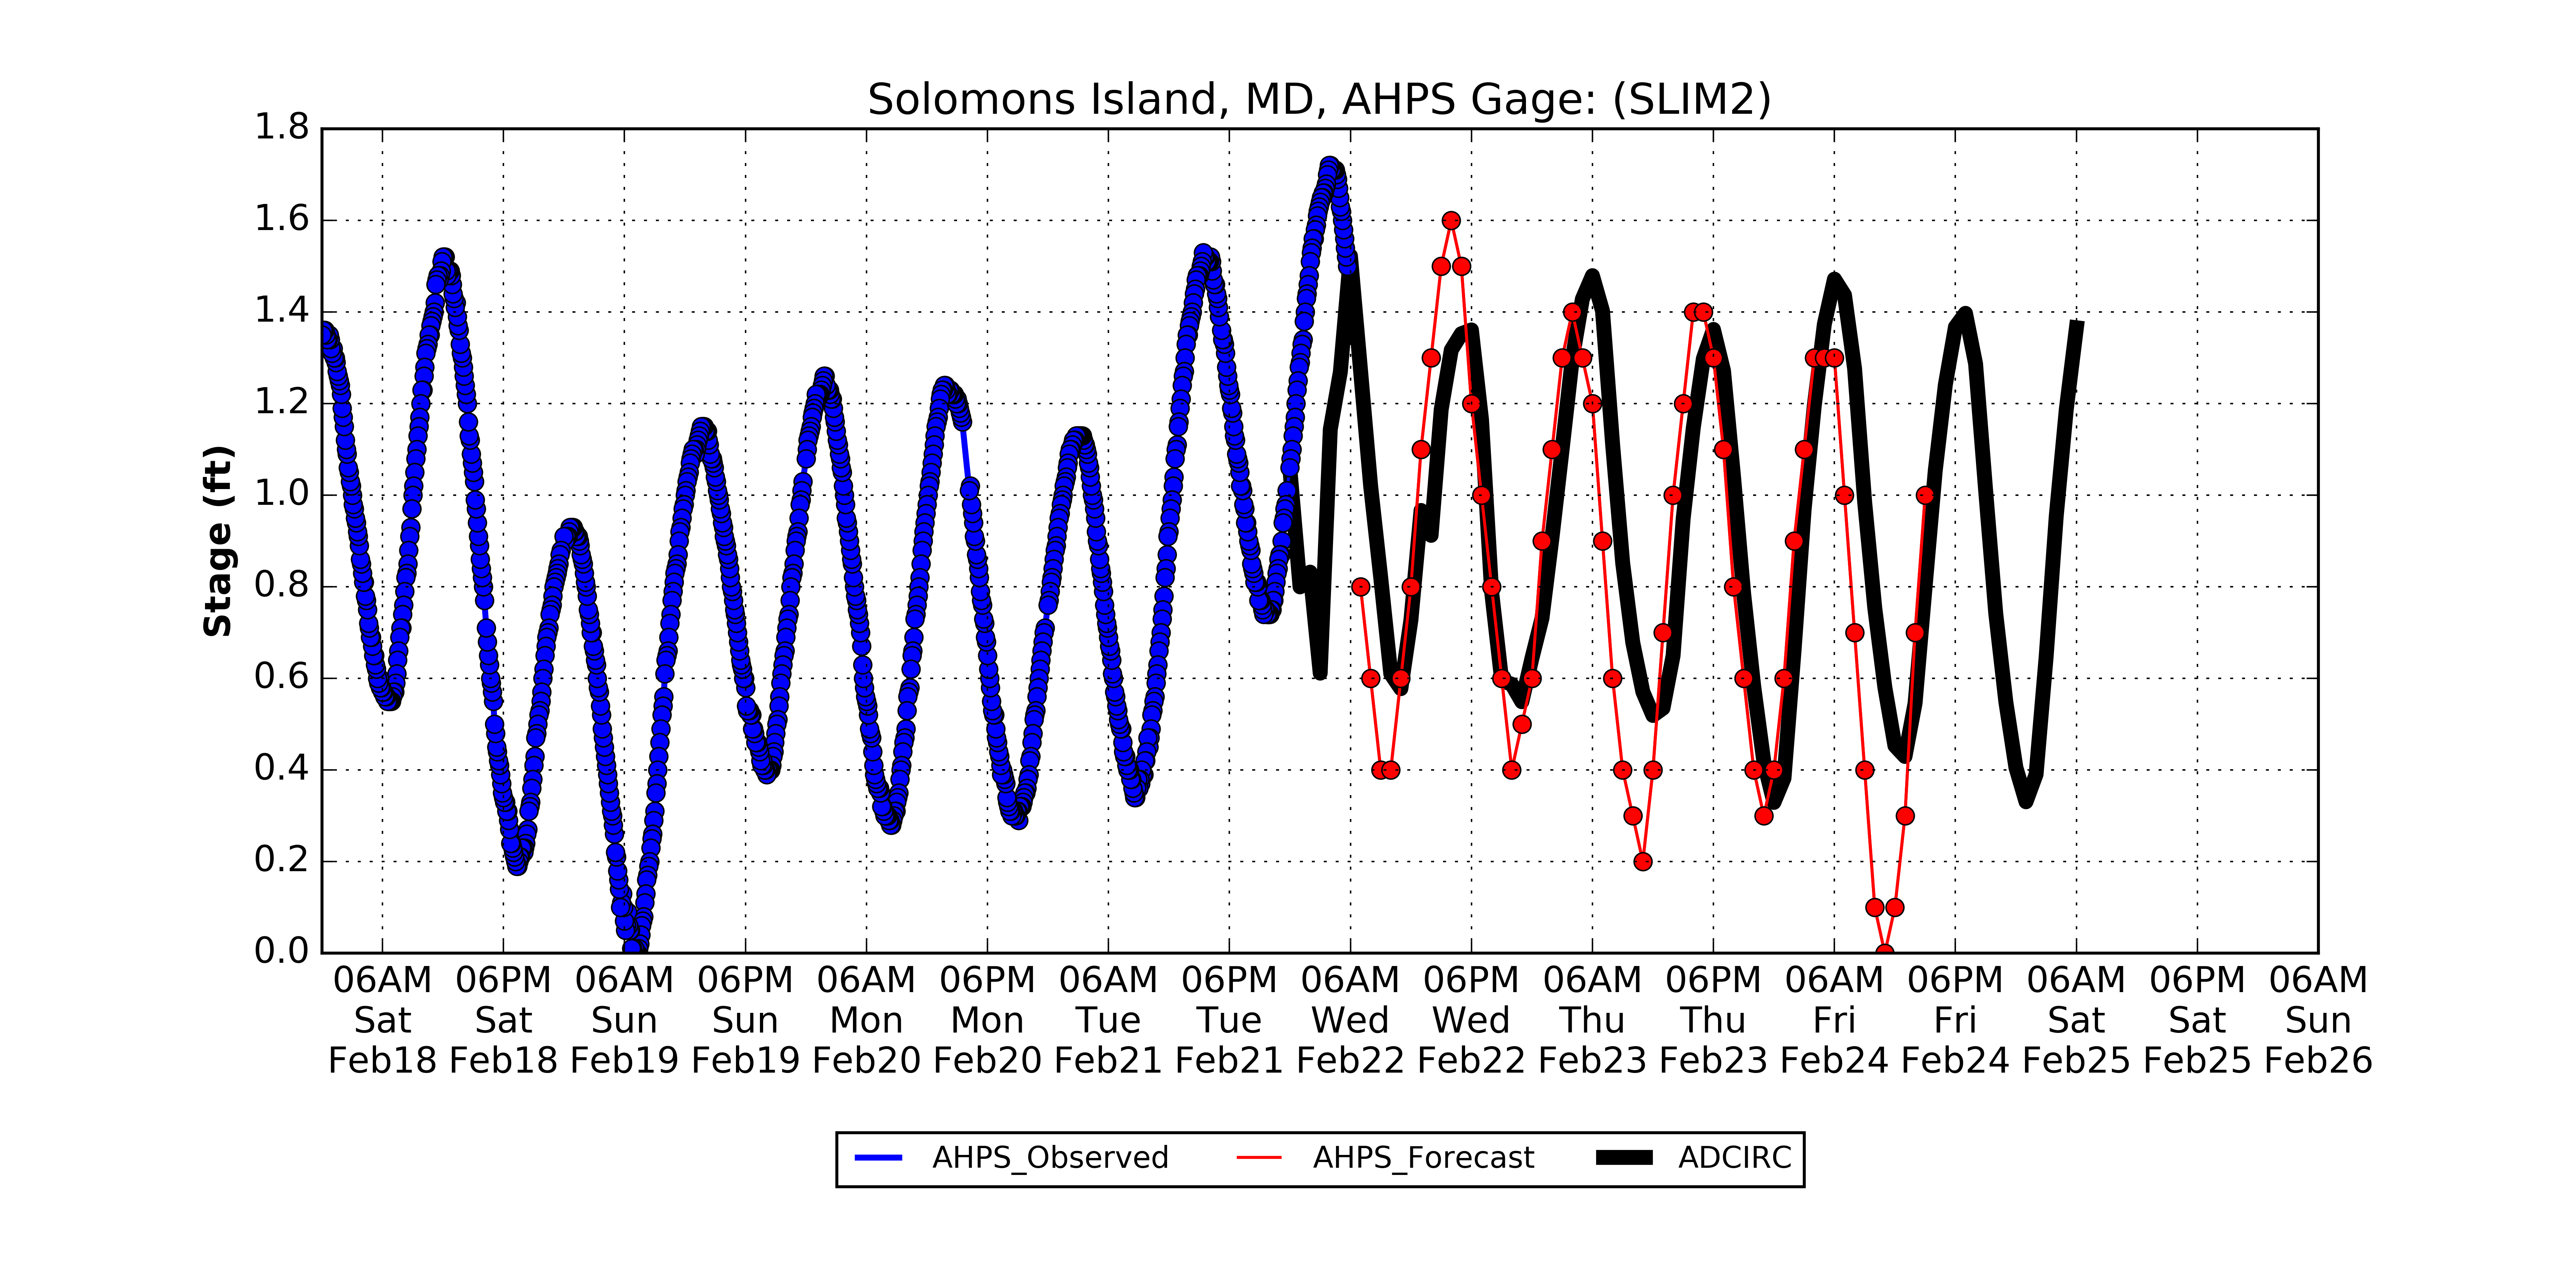 Solomons Island, MD, AHPS Gage: (SLIM2)
1.8
1.6
1.4
1.2
1.0
0.8
0.6
0.4
0.2
0.0
Stage (ft)
06AM 06PM 06AM 06PM 06AM 06PM 06AM 06PM 06AM 06PM 06AM 06PM 06AM 06PM 06AM 06PM 06AM
Sat Sat Sun Sun Mon Mon Tue Tue Wed Wed Thu Thu Fri Fri Sat Sat Sun
Feb18 Feb18 Feb19 Feb19 Feb20 Feb20 Feb21 Feb21 Feb22 Feb22 Feb23 Feb23 Feb24 Feb24 Feb25 Feb25 Feb26
AHPS_Observed AHPS_Forecast ADCIRC